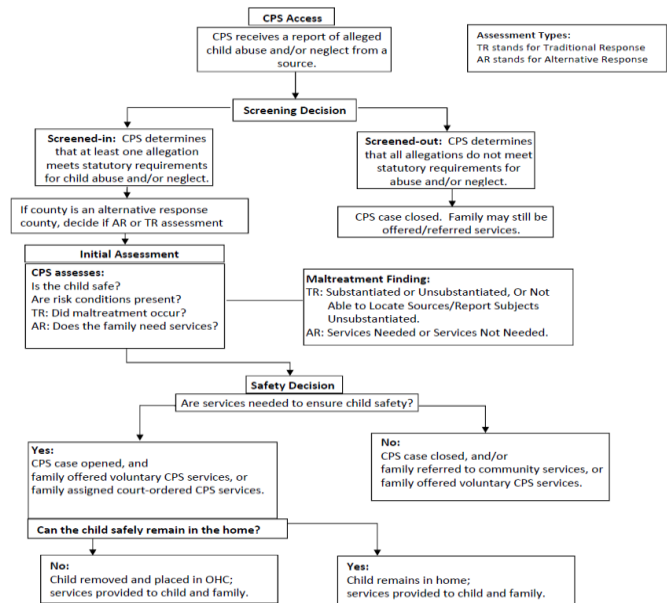 CPS Access
CPS receives a report of alleged
child abuse and/or neglect from a
source.
Assessment Types:
TR stands for Traditional Response
AR stands for Alternative Response
Screening Decision
Screened-in: CPS determines
that at least one allegation
meets statutory requirements
for child abuse and/or neglect.
Screened-out: CPS determines
that all allegations do not meet
statutory requirements for
abuse and/or neglect.
If county is an alternative response
county, decide if AR or TR assessment
CPS case closed. Family may still be
offered/referred services.
Initial Assessment
CPS assesses:
Is the child safe?
Are risk conditions present?
TR: Did maltreatment occur?
AR: Does the family need services?
Maltreatment Finding:
TR: Substantiated or Unsubstantiated, Or Not
Able to Locate Sources/Report Subjects
Unsubstantiated.
AR: Services Needed or Services Not Needed.
Safety Decision
Are services needed to ensure child safety?
Yes:
CPS case opened, and
family offered voluntary CPS services, or
family assigned court-ordered CPS services.
No:
CPS case closed, and/or
family referred to community services, or
family offered voluntary CPS services.
Can the child safely remain in the home?
No:
Child removed and placed in OHC;
services provided to child and family.
Yes:
Child remains in home;
services provided to child and family.